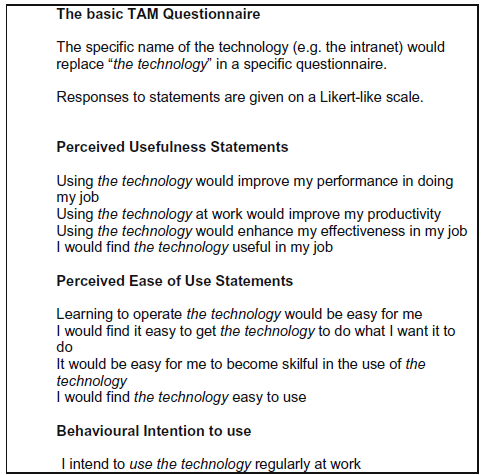 The basic TAM Questionnaire
The specific name of the technology (e.g. the intranet) would
replace “the technology” in a specific questionnaire.
Responses to statements are given on a Likert-like scale.
Perceived Usefulness Statements
Using the technology would improve my performance in doing
my job
Using the technology at work would improve my productivity
Using the technology would enhance my effectiveness in my job
I would find the technology useful in my job
Perceived Ease of Use Statements
Learning to operate the technology would be easy for me
I would find it easy to get the technology to do what I want it to
do
It would be easy for me to become skilful in the use of the
technology
I would find the technology easy to use
Behavioural Intention to use
I intend to use the technology regularly at work